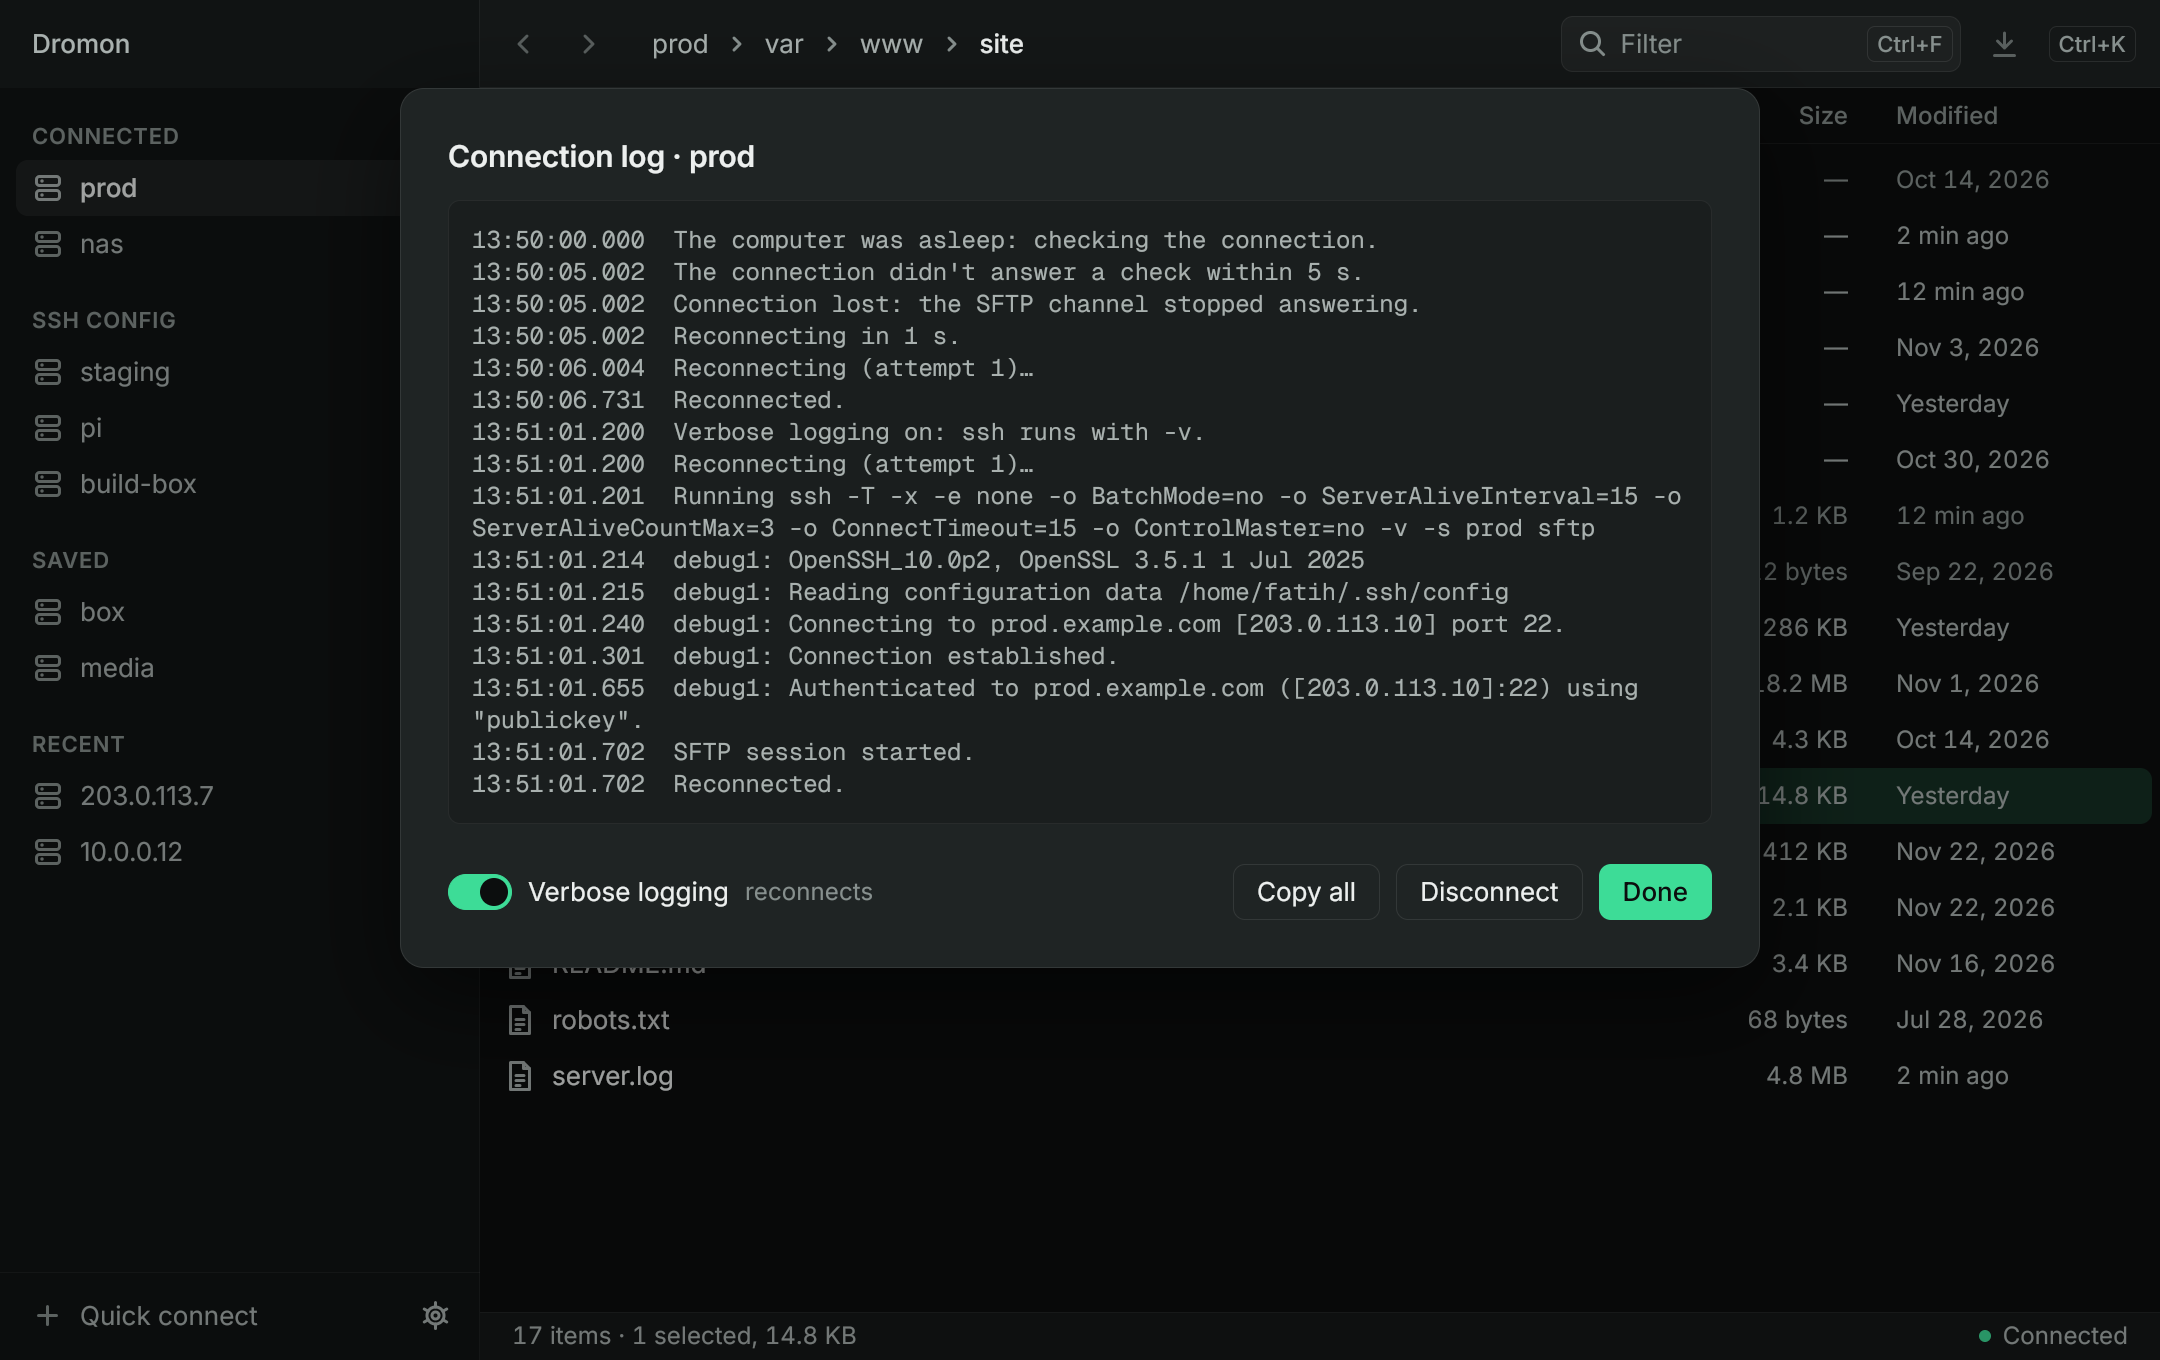 Dromon
prod > var > www > site
Filter
Ctrl+F
Ctrl+K
CONNECTED
prod
nas
SSH CONFIG
staging
pi
build-box
SAVED
box
media
RECENT
203.0.113.7
10.0.0.12
Quick connect
Connection log · prod
13:50:00.000 The computer was asleep: checking the connection.
13:50:05.002 The connection didn't answer a check within 5 s.
13:50:05.002 Connection lost: the SFTP channel stopped answering.
13:50:05.002 Reconnecting in 1 s.
13:50:06.004 Reconnecting (attempt 1)…
13:50:06.731 Reconnected.
13:51:01.200 Verbose logging on: ssh runs with -v.
13:51:01.200 Reconnecting (attempt 1)…
13:51:01.201 Running ssh -T -x -e none -o BatchMode=no -o ServerAliveInterval=15 -o
ServerAliveCountMax=3 -o ConnectTimeout=15 -o ControlMaster=no -v -s prod sftp
13:51:01.214 debug1: OpenSSH_10.0p2, OpenSSL 3.5.1 1 Jul 2025
13:51:01.215 debug1: Reading configuration data /home/fatih/.ssh/config
13:51:01.240 debug1: Connecting to prod.example.com [203.0.113.10] port 22.
13:51:01.301 debug1: Connection established.
13:51:01.655 debug1: Authenticated to prod.example.com ([203.0.113.10]:22) using
"publickey".
13:51:01.702 SFTP session started.
13:51:01.702 Reconnected.
Verbose logging reconnects
Copy all
Disconnect
Done
Size Modified
— Oct 14, 2026
— 2 min ago
— 12 min ago
— Nov 3, 2026
— Yesterday
— Oct 30, 2026
1.2 KB 12 min ago
2 bytes Sep 22, 2026
286 KB Yesterday
8.2 MB Nov 1, 2026
4.3 KB Oct 14, 2026
14.8 KB Yesterday
412 KB Nov 22, 2026
2.1 KB Nov 22, 2026
README.md 3.4 KB Nov 16, 2026
robots.txt 68 bytes Jul 28, 2026
server.log 4.8 MB 2 min ago
17 items · 1 selected, 14.8 KB
Connected